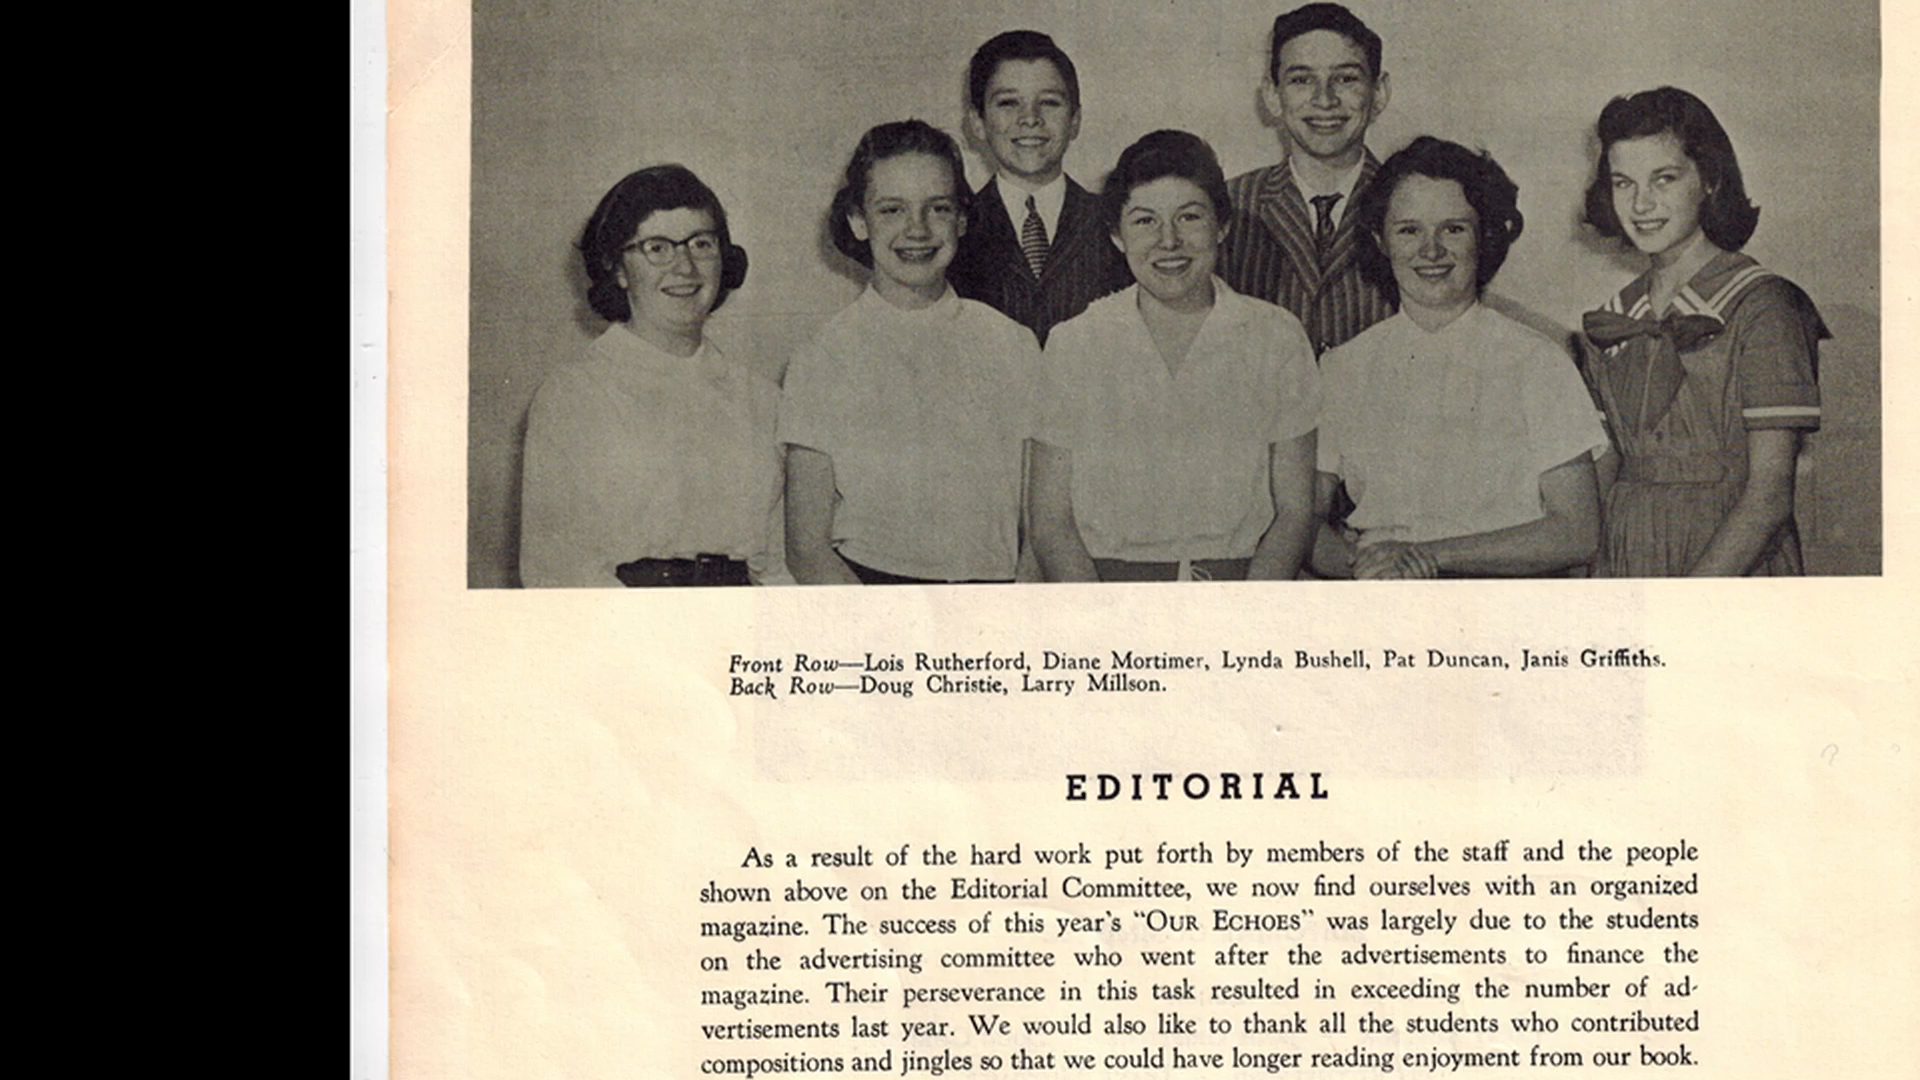 Front Row—Lois Rutherford, Diane Mortimer, Lynda Bushell, Pat Duncan, Janis Griffiths.
Back Row—Doug Christie, Larry Millson.
EDITORIAL
As a result of the hard work put forth by members of the staff and the people
shown above on the Editorial Committee, we now find ourselves with an organized
magazine. The success of this year's "OUR ECHOES" was largely due to the students
on the advertising committee who went after the advertisements to finance the
magazine. Their perseverance in this task resulted in exceeding the number of ad-
vertisements last year. We would also like to thank all the students who contributed
compositions and jingles so that we could have longer reading enjoyment from our book.